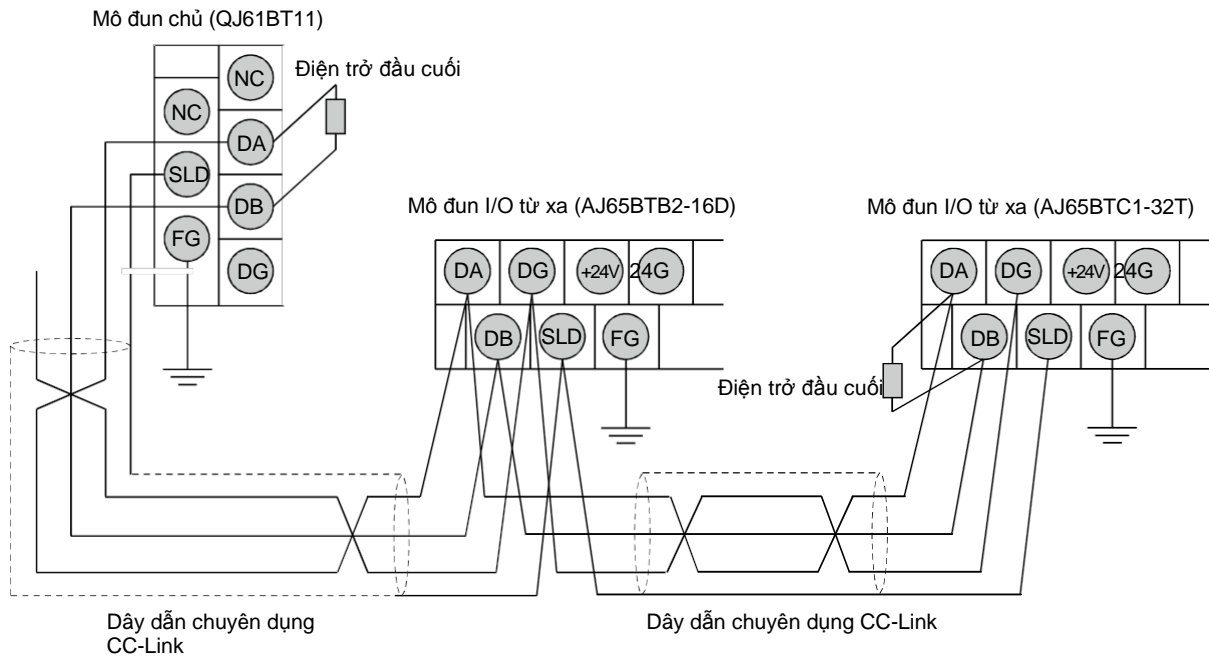 Mô đun chủ (QJ61BT11)
NC
Điện trở đầu cuối
NC
DA
SLD
DB
FG
DG
Mô đun I/O từ xa (AJ65BTB2-16D)
DA DG +24V 24G
DB SLD FG
Mô đun I/O từ xa (AJ65BTC1-32T)
DA DG +24V 24G
DB SLD FG
Điện trở đầu cuối
Dây dẫn chuyên dụng
CC-Link
Dây dẫn chuyên dụng CC-Link